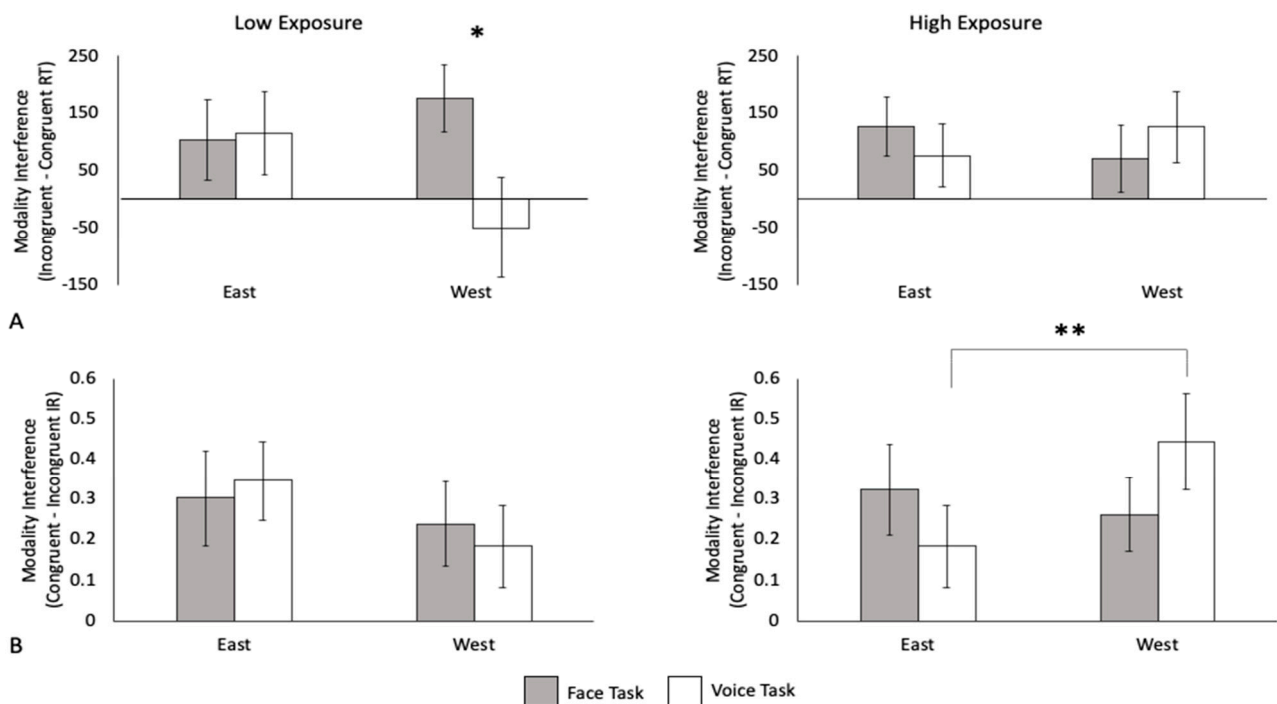 Low Exposure
*
250
150
50
-50
-150
Modality Interference
(Incongruent - Congruent RT)
East
West
High Exposure
250
150
50
-50
-150
Modality Interference
(Incongruent - Congruent RT)
East
West
A
0.6
0.5
0.4
0.3
0.2
0.1
0
Modality Interference
(Congruent - Incongruent IR)
East
West
**
0.6
0.5
0.4
0.3
0.2
0.1
0
Modality Interference
(Congruent - Incongruent IR)
East
West
B
Face Task
Voice Task